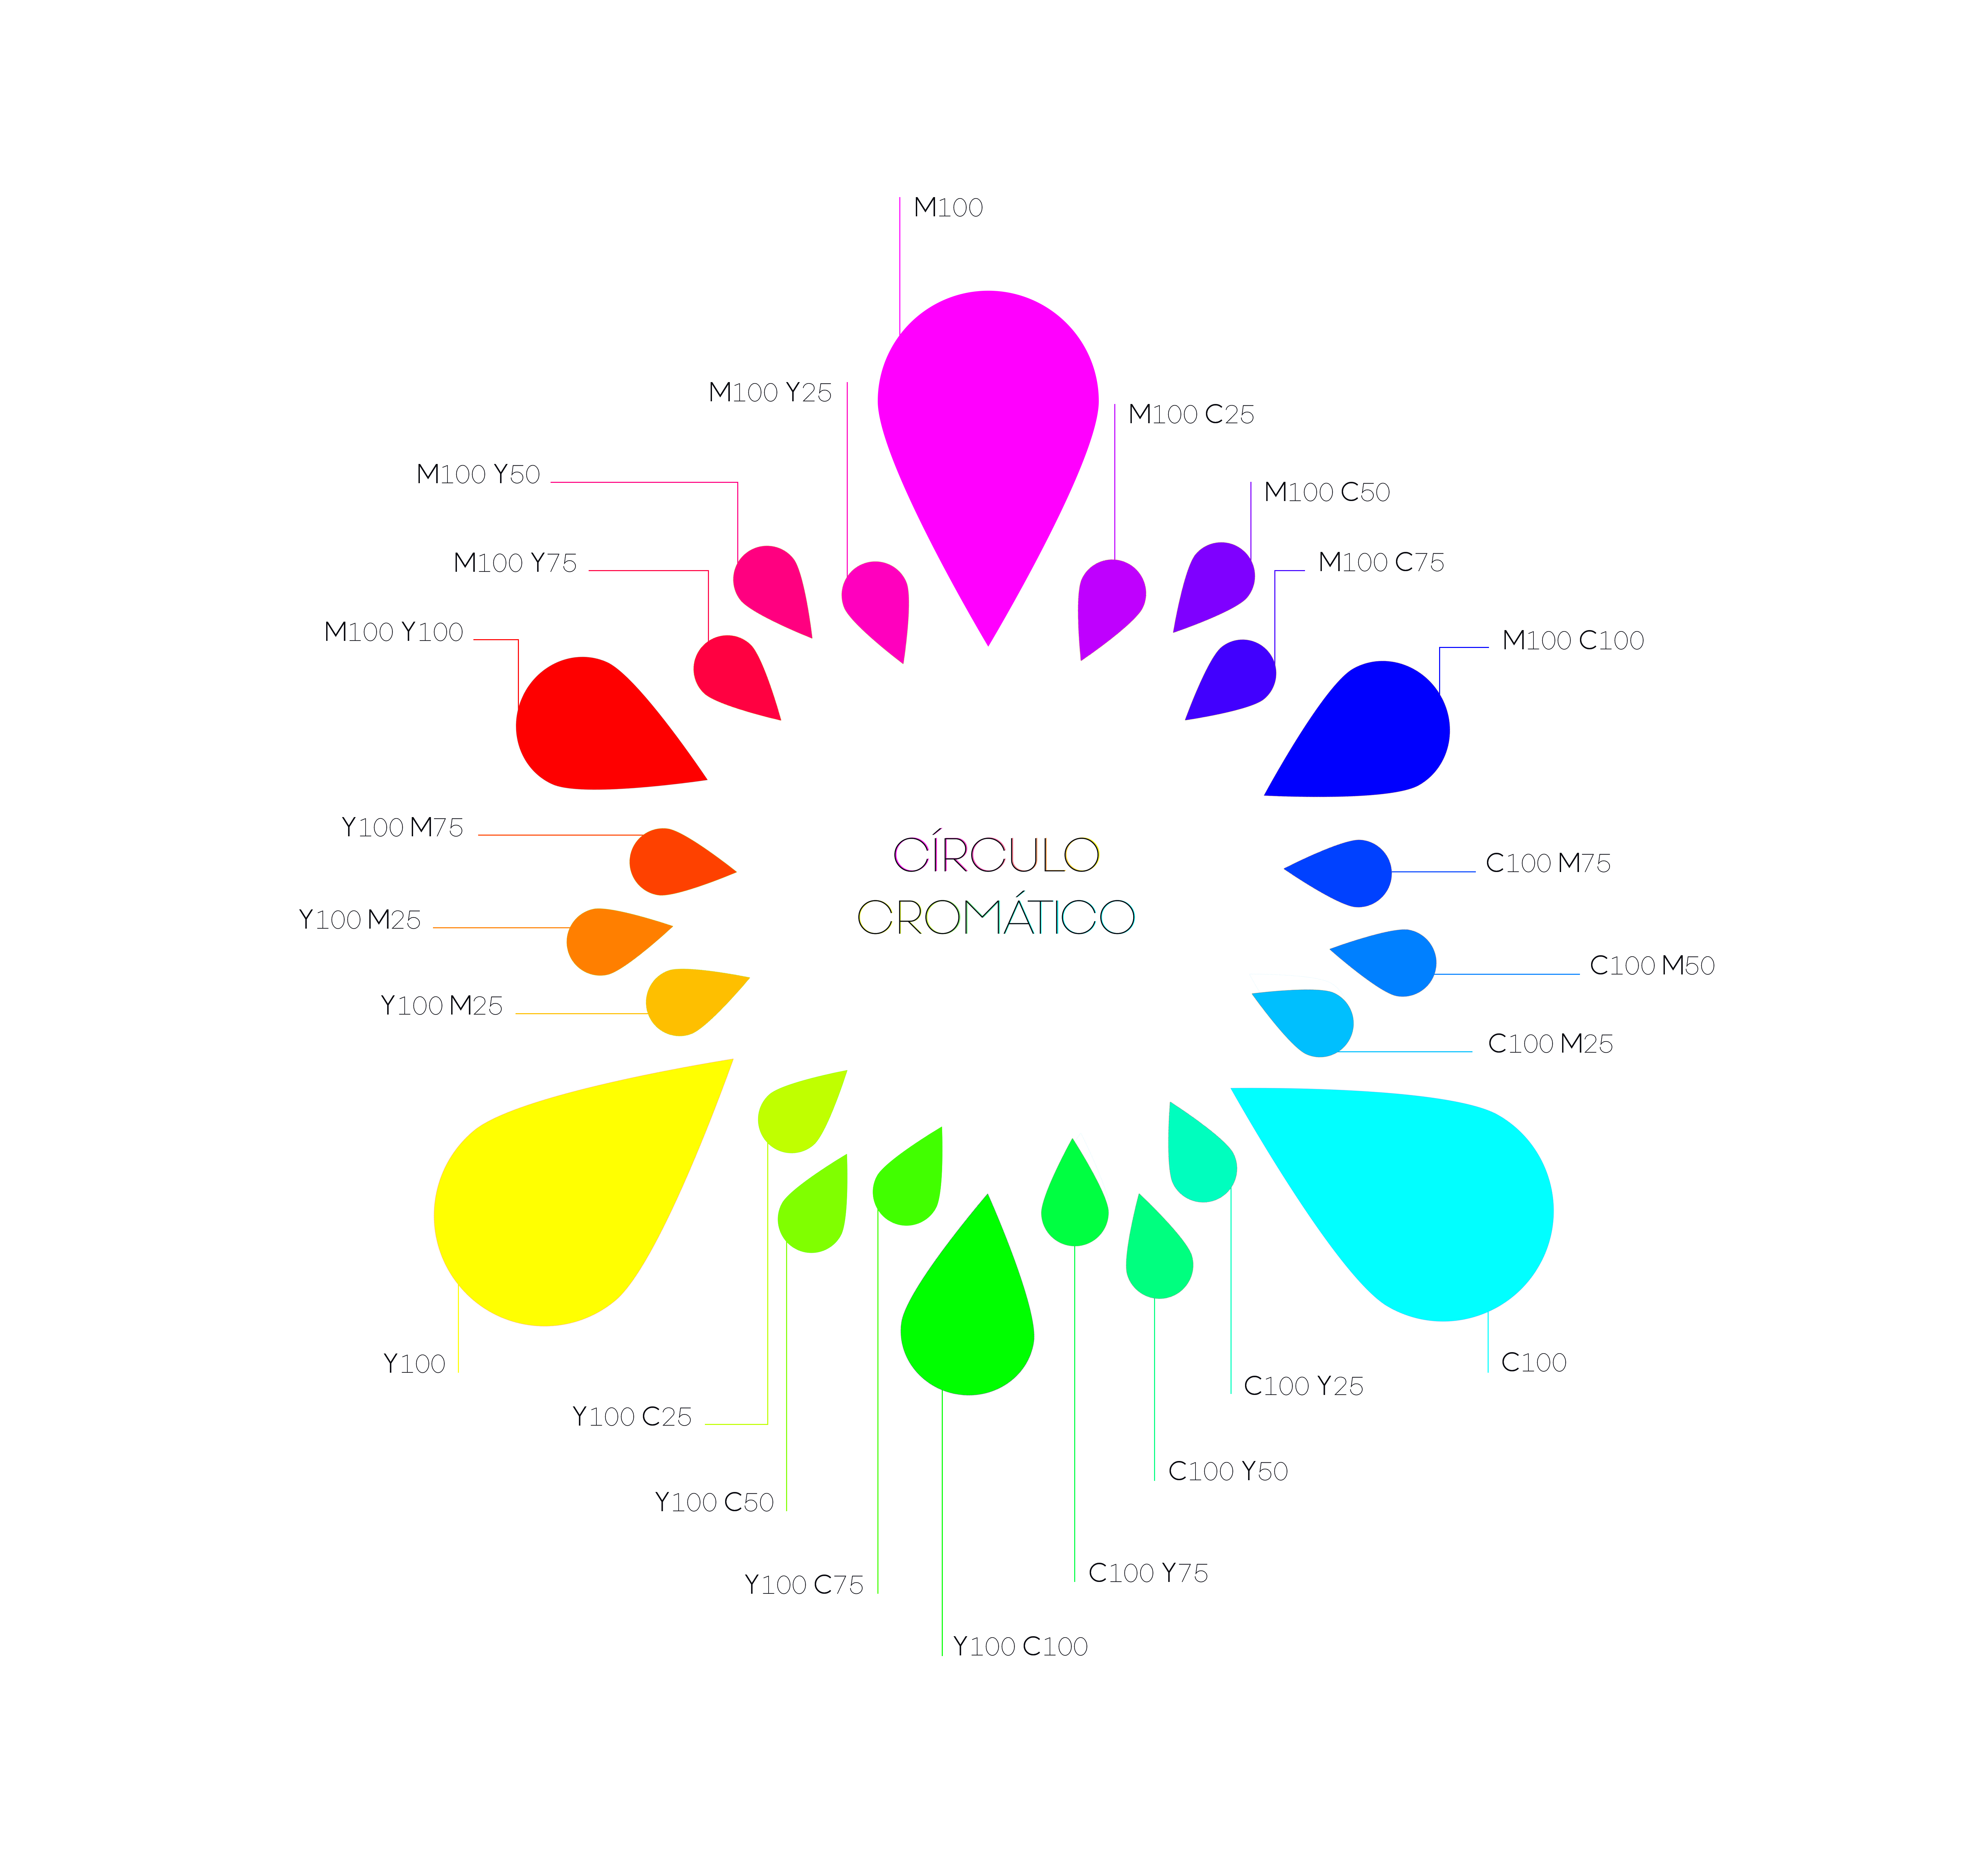 M100
M100 Y25
M100 C25
M100 Y50
M100 C50
M100 Y75
M100 C75
M100 Y100
M100 C100
Y100 M75
CÍRCULO
CROMÁTICO
C100 M75
Y100 M25
C100 M50
Y100 M25
C100 M25
Y100
C100
C100 Y25
Y100 C25
C100 Y50
Y100 C50
C100 Y75
Y100 C75
Y100 C100